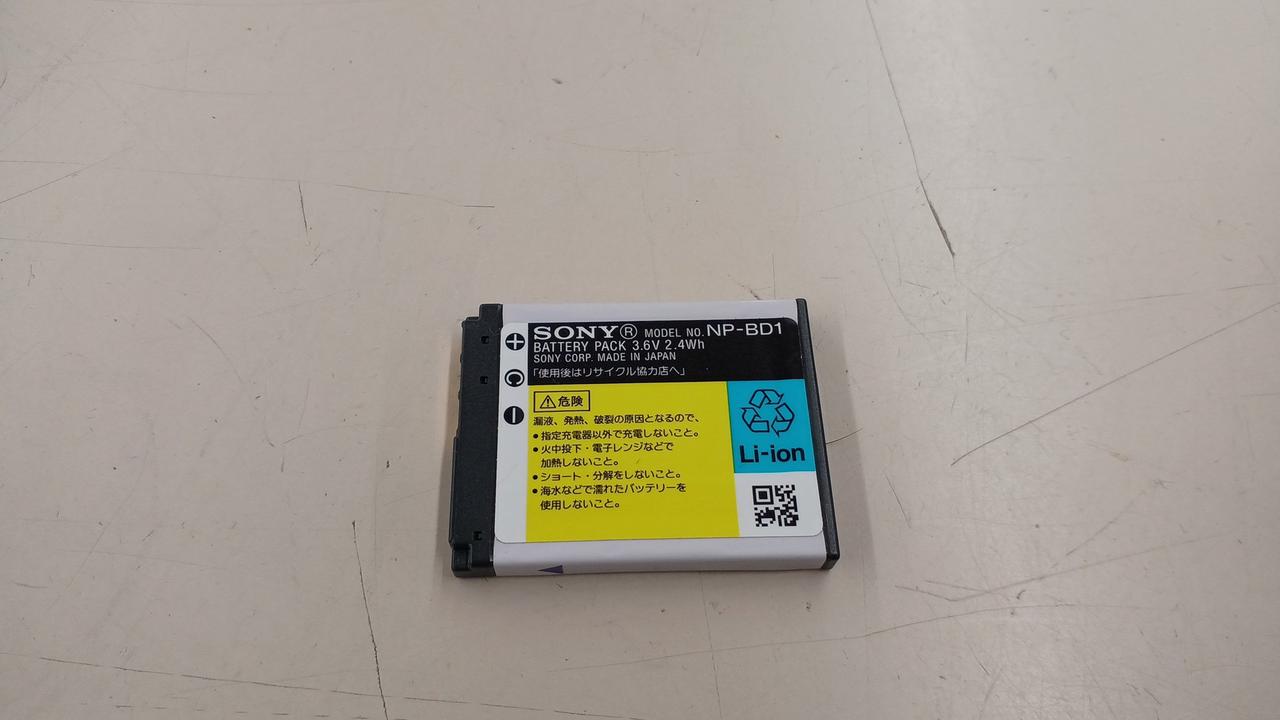 SONY® MODEL NO. NP-BD1
BATTERY PACK 3.6V 2.4Wh
SONY CORP. MADE IN JAPAN
「使用後はリサイクル協力店へ」
⚠危険
漏液、発熱、破裂の原因となるので、
●指定充電器以外で充電しないこと。
●火中投下・電子レンジなどで
加熱しないこと。
●ショート・分解をしないこと。
●海水などで濡れたバッテリーを
使用しないこと。
Li-ion